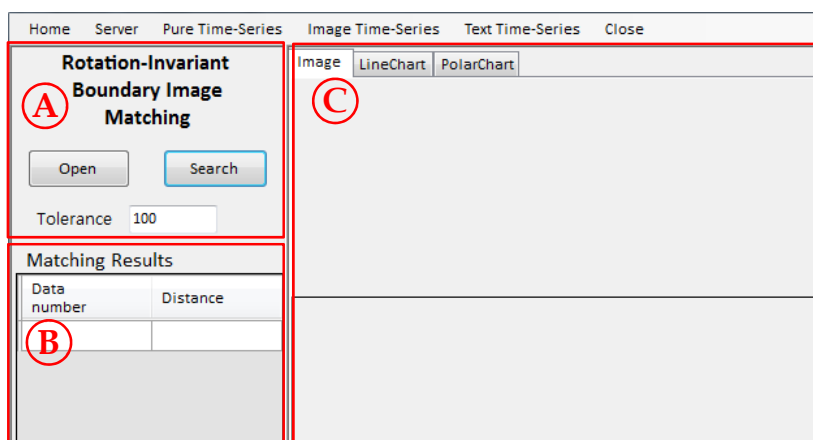 Home Server Pure Time-Series Image Time-Series Text Time-Series Close
Rotation-Invariant
Boundary Image
Matching
A
Open Search
Tolerance 100
Matching Results
Data
number
Distance
B
Image LineChart PolarChart
C